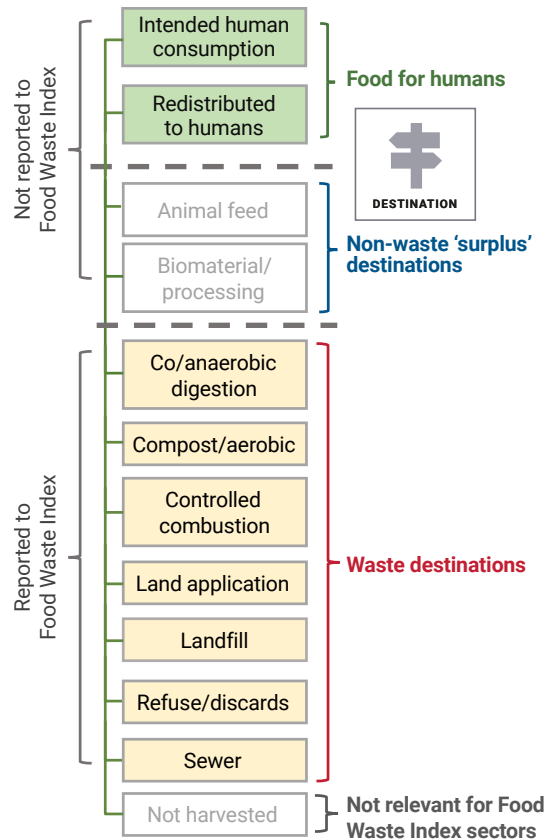 Not reported to
Food Waste Index
Intended human
consumption
Redistributed
to humans
Food for humans
DESTINATION
Animal feed
Biomaterial/
processing
Non-waste ‘surplus’
destinations
Reported to
Food Waste Index
Co/anaerobic
digestion
Compost/aerobic
Controlled
combustion
Land application
Landfill
Refuse/discards
Sewer
Waste destinations
Not harvested
Not relevant for Food
Waste Index sectors